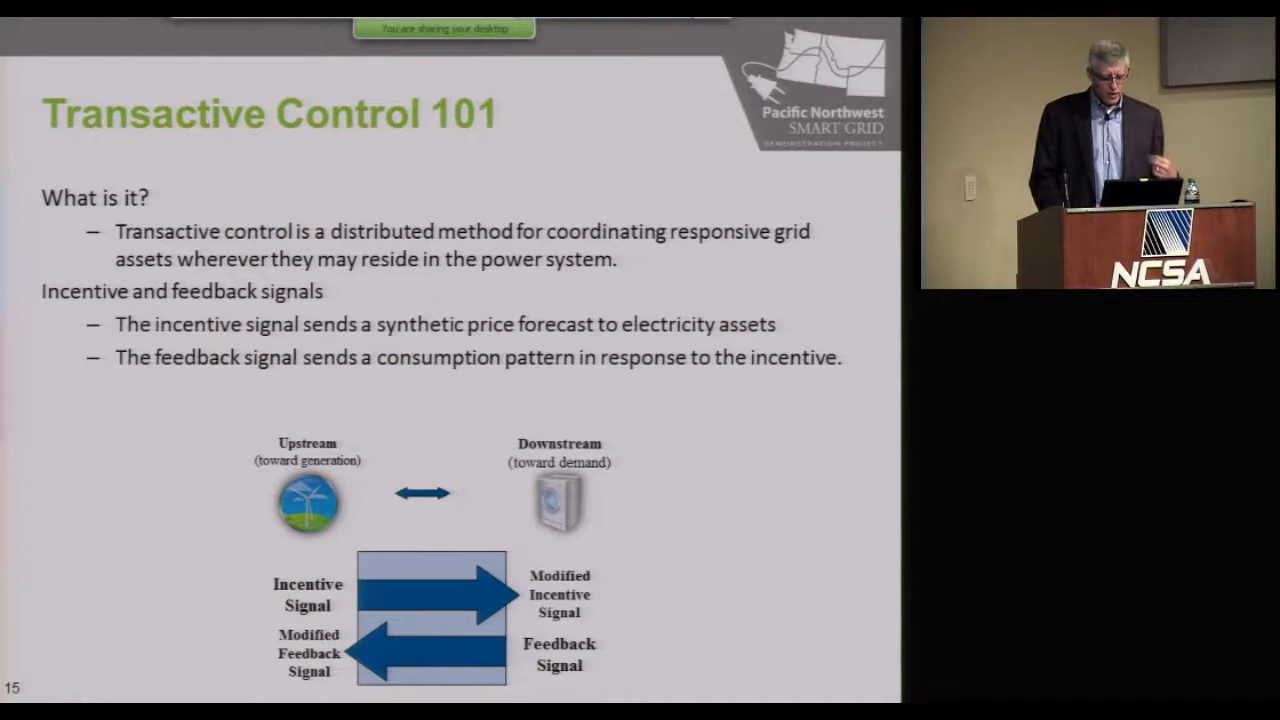 You are sharing your desktop
Transactive Control 101
Pacific Northwest
SMART GRID
DEMONSTRATION PROJECT
What is it?
– Transactive control is a distributed method for coordinating responsive grid
assets wherever they may reside in the power system.
Incentive and feedback signals
– The incentive signal sends a synthetic price forecast to electricity assets
– The feedback signal sends a consumption pattern in response to the incentive.
Upstream
(toward generation)
Downstream
(toward demand)
Incentive
Signal
Modified
Incentive
Signal
Modified
Feedback
Signal
Feedback
Signal
15
NCSA